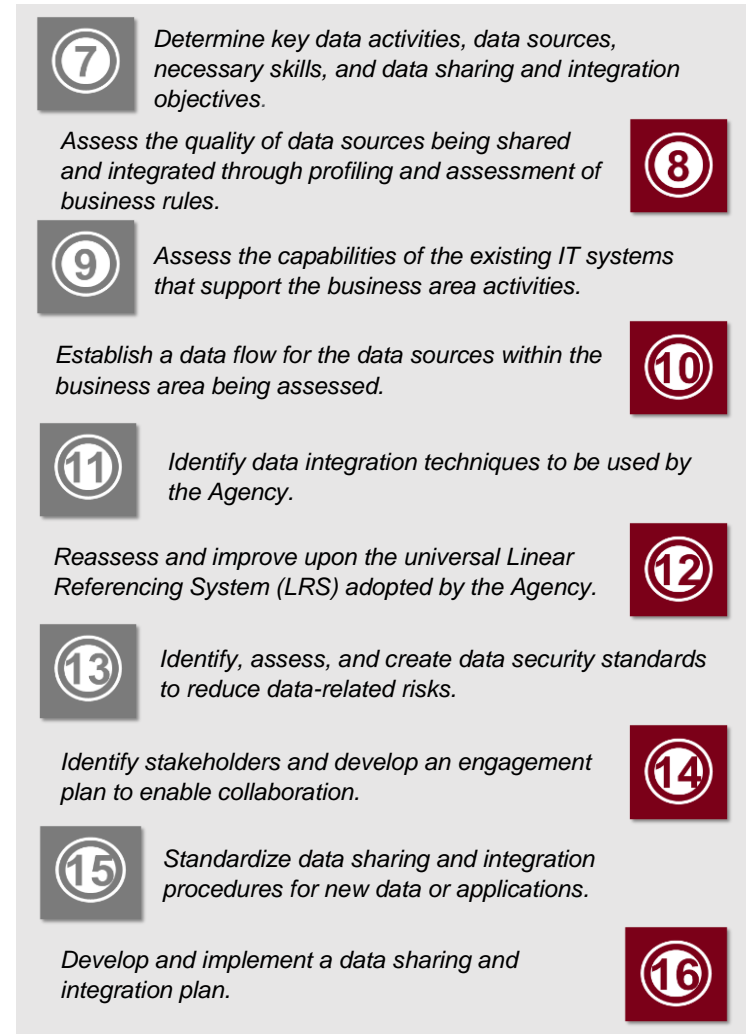 7
Determine key data activities, data sources,
necessary skills, and data sharing and integration
objectives.
Assess the quality of data sources being shared
and integrated through profiling and assessment of
business rules.
8
9
Assess the capabilities of the existing IT systems
that support the business area activities.
Establish a data flow for the data sources within the
business area being assessed.
10
11
Identify data integration techniques to be used by
the Agency.
Reassess and improve upon the universal Linear
Referencing System (LRS) adopted by the Agency.
12
13
Identify, assess, and create data security standards
to reduce data-related risks.
Identify stakeholders and develop an engagement
plan to enable collaboration.
14
15
Standardize data sharing and integration
procedures for new data or applications.
Develop and implement a data sharing and
integration plan.
16